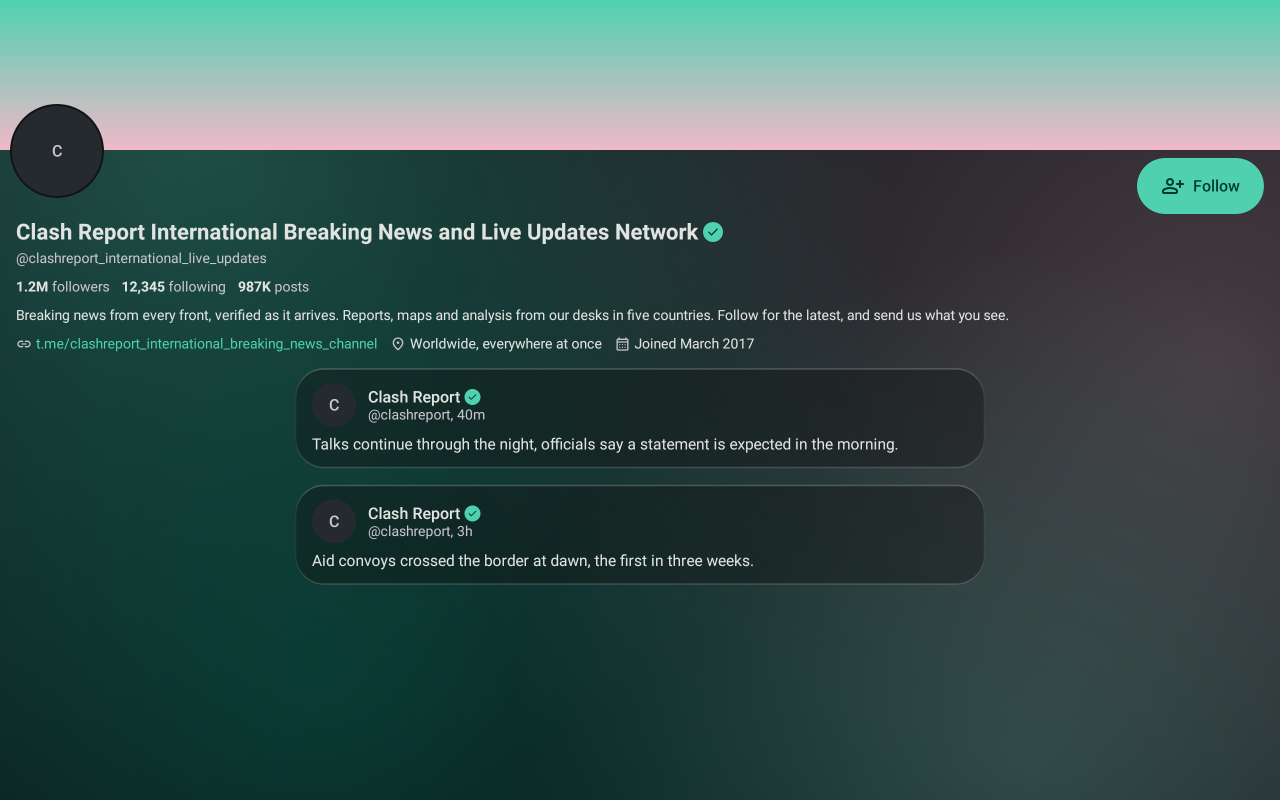 C
Follow
Clash Report International Breaking News and Live Updates Network
@clashreport_international_live_updates
1.2M followers 12,345 following 987K posts
Breaking news from every front, verified as it arrives. Reports, maps and analysis from our desks in five countries. Follow for the latest, and send us what you see.
t.me/clashreport_international_breaking_news_channel Worldwide, everywhere at once Joined March 2017
C
Clash Report
@clashreport, 40m
Talks continue through the night, officials say a statement is expected in the morning.
C
Clash Report
@clashreport, 3h
Aid convoys crossed the border at dawn, the first in three weeks.